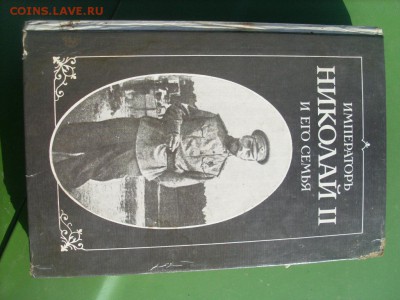 COINS.LAVE.RU
ИМПЕРАТОРЪ
НИКОЛАЙ II
И ЕГО СЕМЬЯ